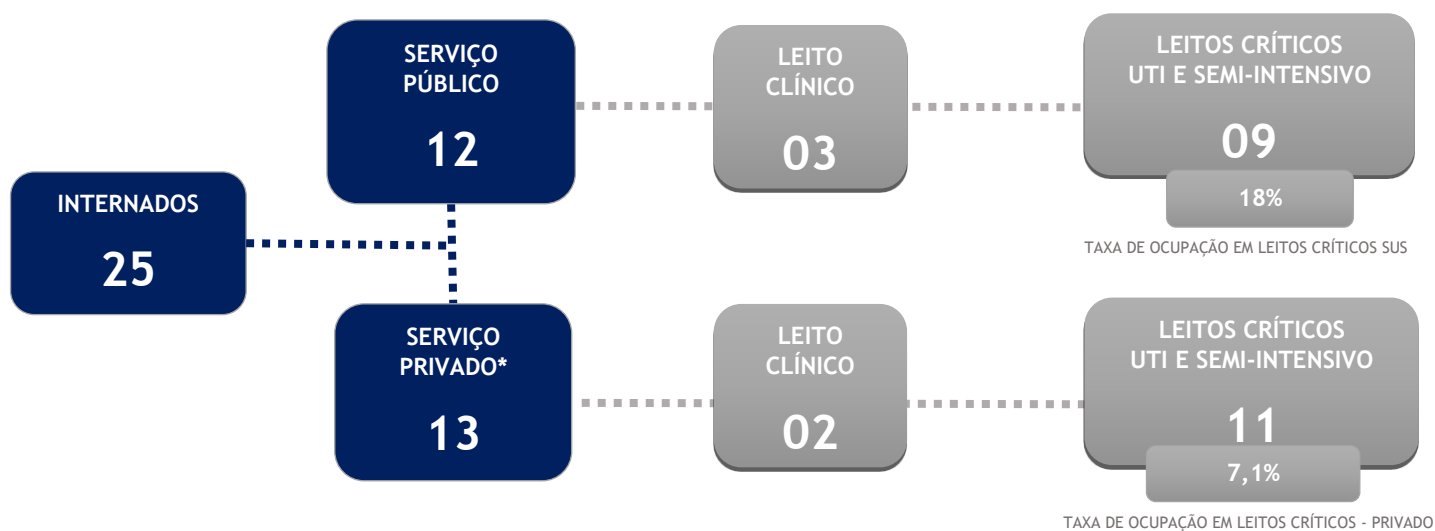 INTERNADOS
25
SERVIÇO
PÚBLICO
12
LEITO
CLÍNICO
03
LEITOS CRÍTICOS
UTI E SEMI-INTENSIVO
09
18%
TAXA DE OCUPAÇÃO EM LEITOS CRÍTICOS SUS
SERVIÇO
PRIVADO*
13
LEITO
CLÍNICO
02
LEITOS CRÍTICOS
UTI E SEMI-INTENSIVO
11
7,1%
TAXA DE OCUPAÇÃO EM LEITOS CRÍTICOS - PRIVADO